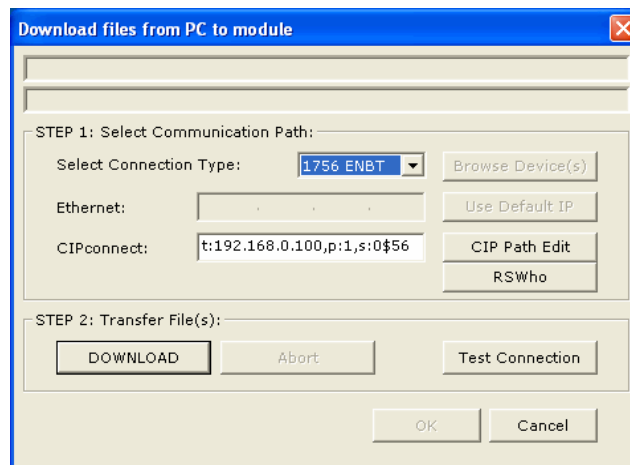 Download files from PC to module
STEP 1: Select Communication Path:
Select Connection Type: 1756 ENBT Browse Device(s)
Ethernet: . . . Use Default IP
CIPconnect: t:192.168.0.100,p:1,s:0$56 CIP Path Edit
RSWho
STEP 2: Transfer File(s):
DOWNLOAD Abort Test Connection
OK Cancel